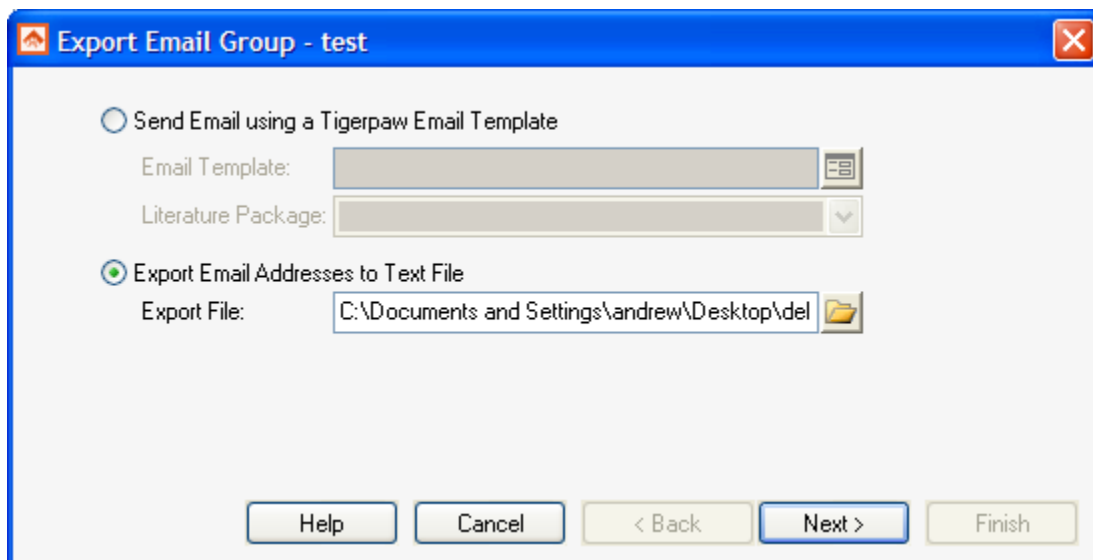 Export Email Group - test
Send Email using a Tigerpaw Email Template
Email Template:
Literature Package:
Export Email Addresses to Text File
Export File: C:\Documents and Settings\andrew\Desktop\del
Help Cancel < Back Next > Finish